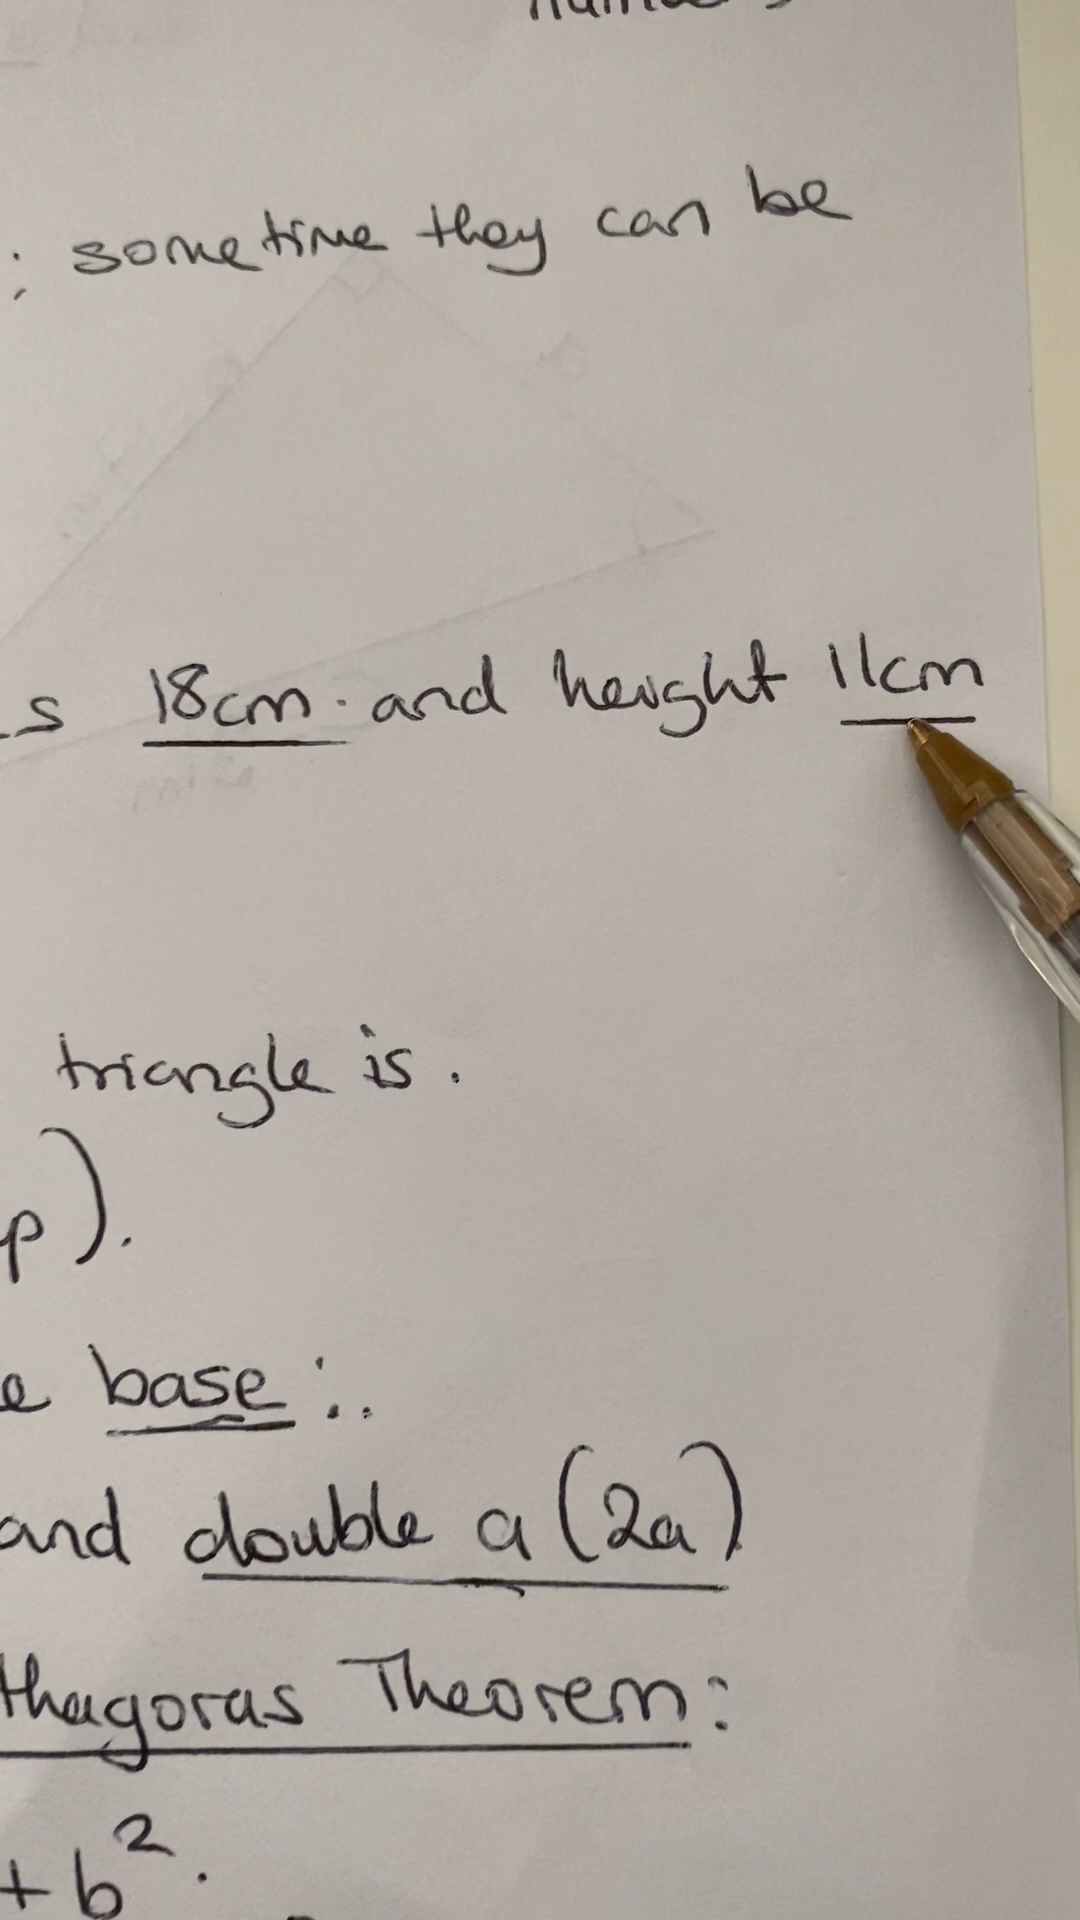 ; sometime they can be
s 18cm. and height 11cm
triangle is.
p).
e base:.
and double a (2a)
thagoras Theorem:
+ b².